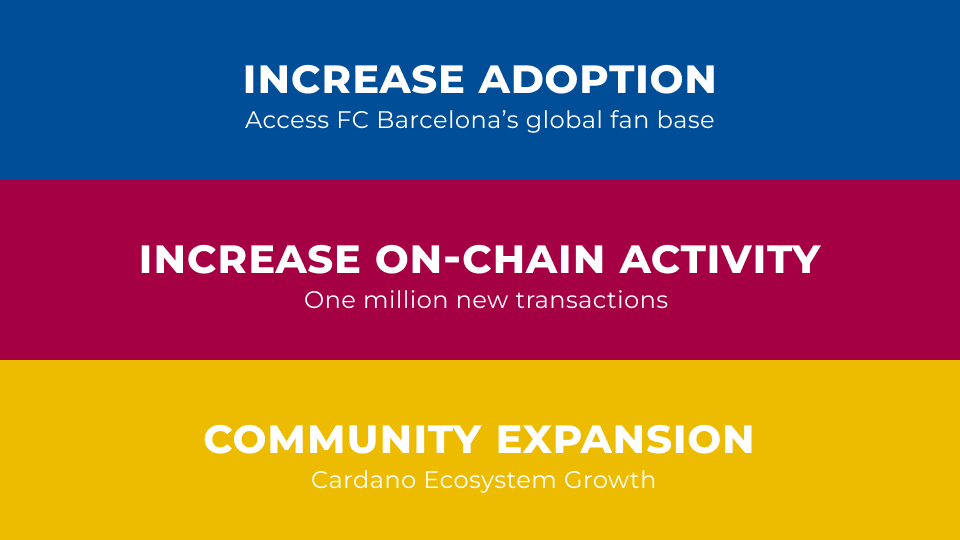 INCREASE ADOPTION
Access FC Barcelona’s global fan base
INCREASE ON-CHAIN ACTIVITY
One million new transactions
COMMUNITY EXPANSION
Cardano Ecosystem Growth